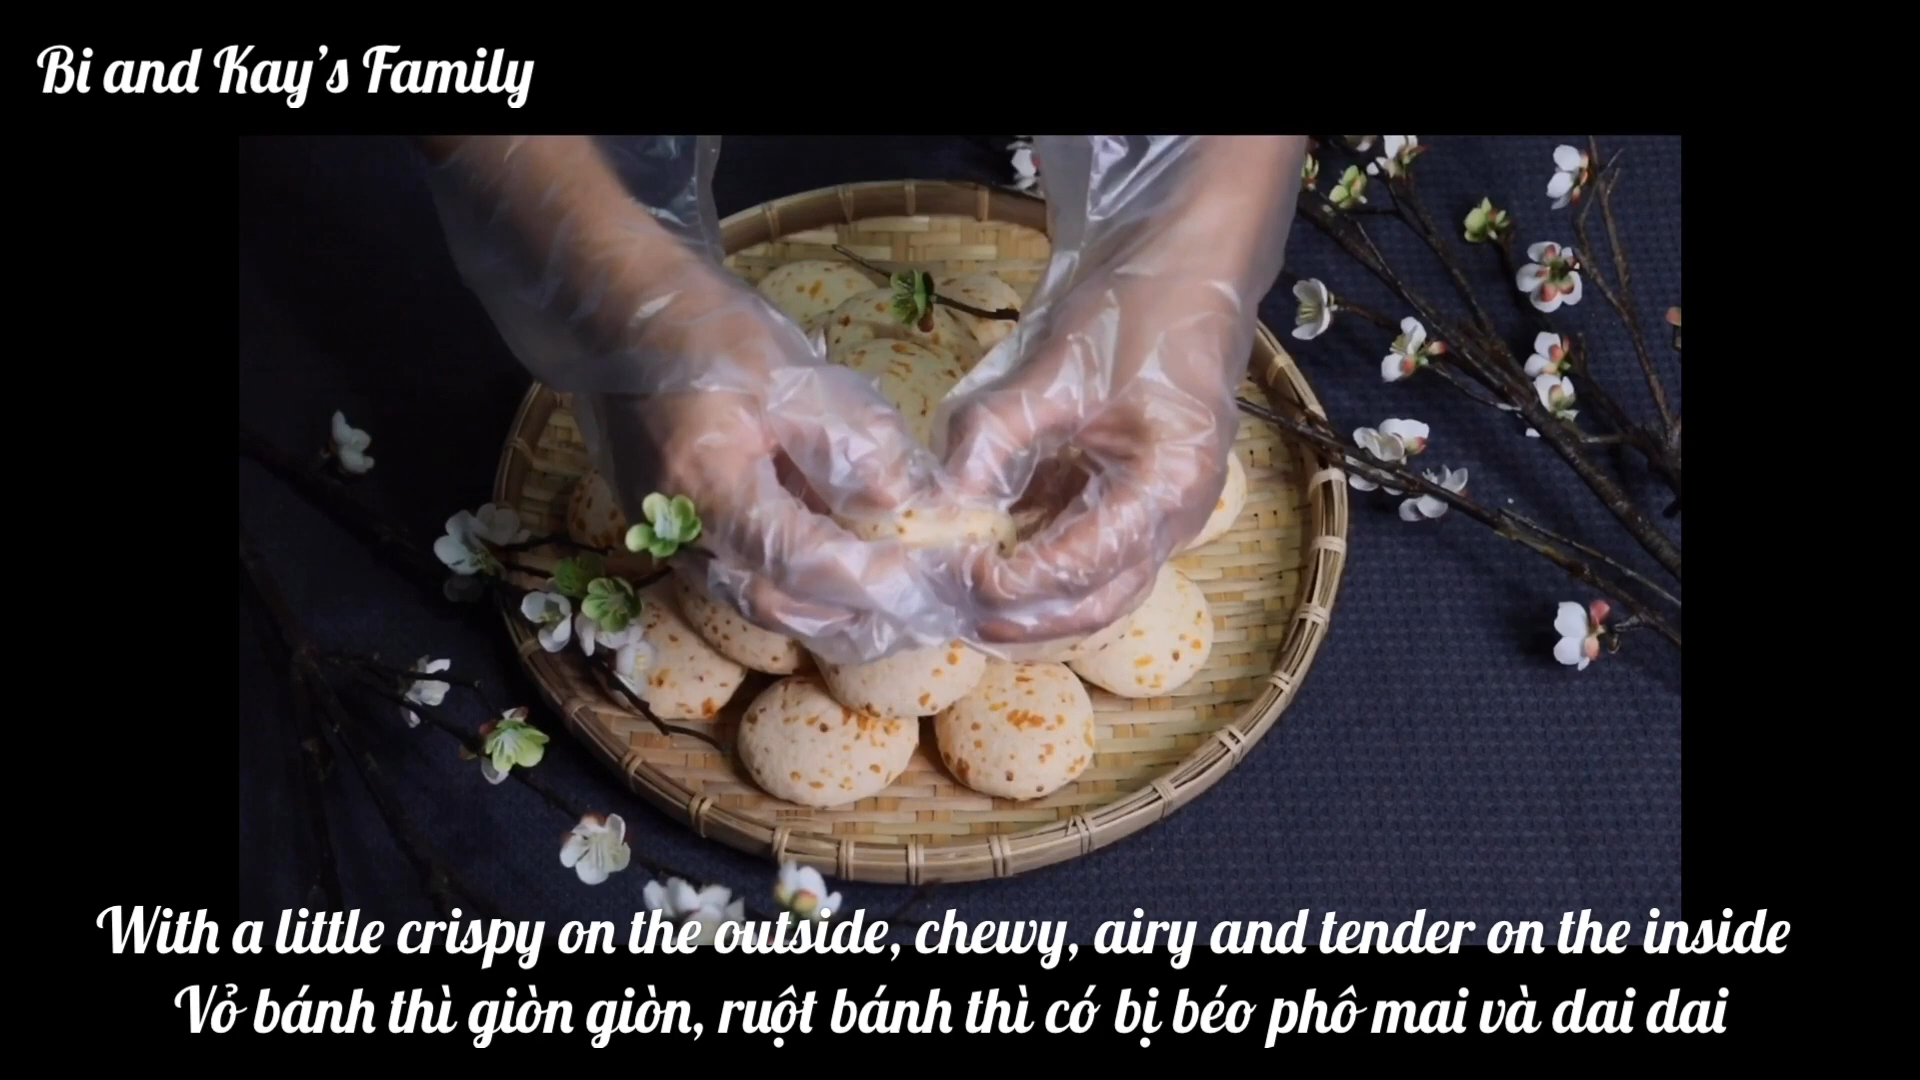 Bi and Kay's Family
With a little crispy on the outside, chewy, airy and tender on the inside
Vỏ bánh thì giòn giòn, ruột bánh thì có bị béo phô mai và dai dai